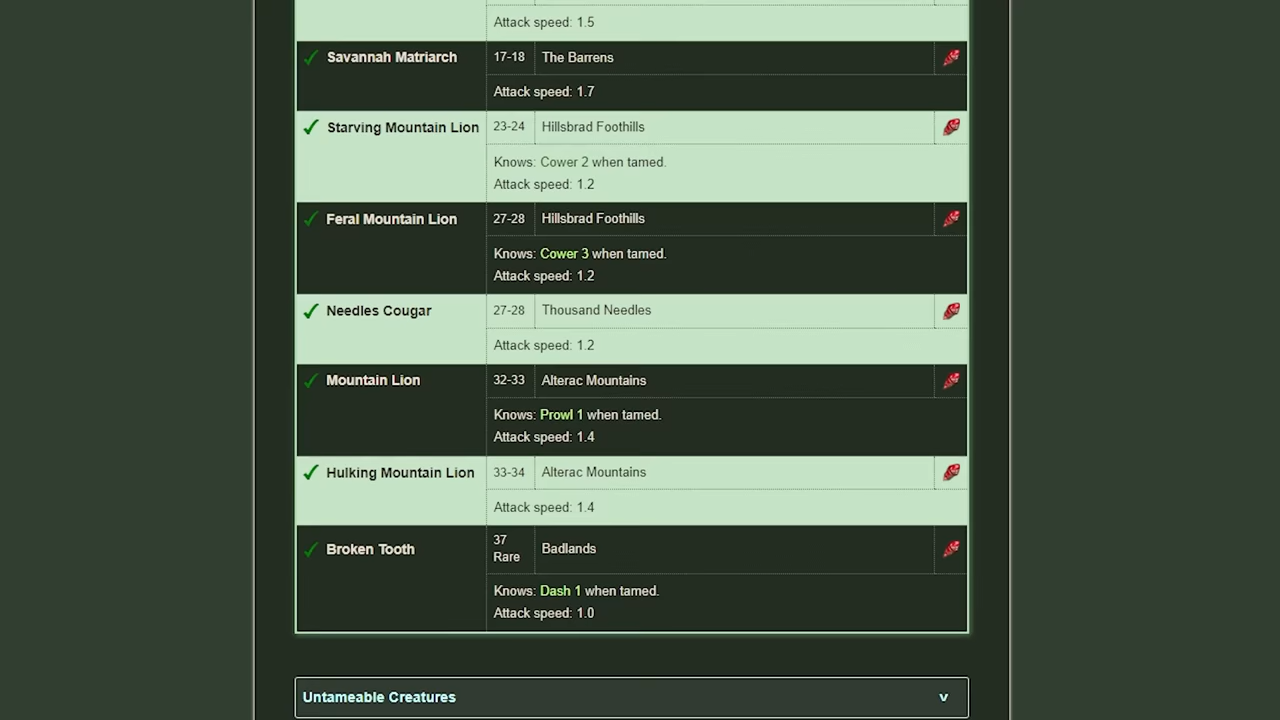 Attack speed: 1.5
Savannah Matriarch 17-18 The Barrens
Attack speed: 1.7
Starving Mountain Lion 23-24 Hillsbrad Foothills
Knows: Cower 2 when tamed.
Attack speed: 1.2
Feral Mountain Lion 27-28 Hillsbrad Foothills
Knows: Cower 3 when tamed.
Attack speed: 1.2
Needles Cougar 27-28 Thousand Needles
Attack speed: 1.2
Mountain Lion 32-33 Alterac Mountains
Knows: Prowl 1 when tamed.
Attack speed: 1.4
Hulking Mountain Lion 33-34 Alterac Mountains
Attack speed: 1.4
Broken Tooth 37 Rare Badlands
Knows: Dash 1 when tamed.
Attack speed: 1.0
Untameable Creatures v